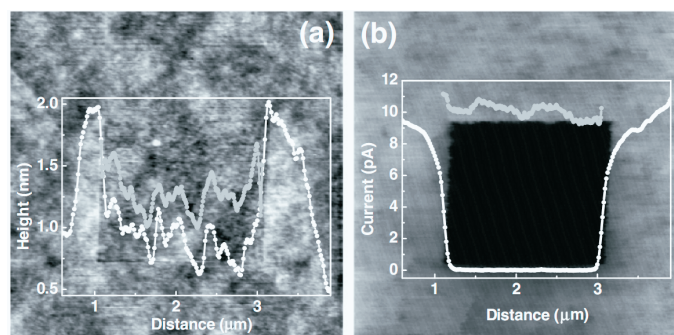 (a)
2.0
1.5
1.0
0.5
Height (nm)
1
2
3
Distance (μm)
(b)
12
10
8
6
4
2
0
Current (pA)
1
2
3
Distance (μm)